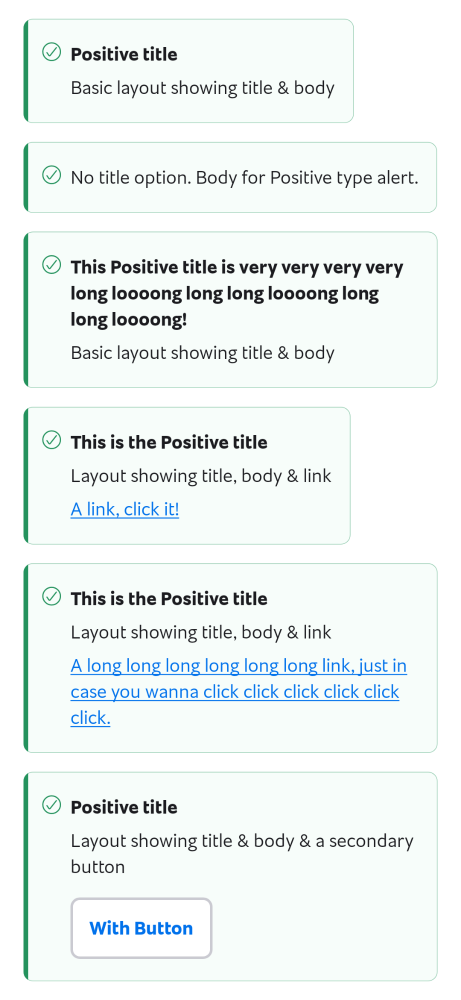 Positive title
Basic layout showing title & body
No title option. Body for Positive type alert.
This Positive title is very very very very
long loooong long long loooong long
long loooong!
Basic layout showing title & body
This is the Positive title
Layout showing title, body & link
A link, click it!
This is the Positive title
Layout showing title, body & link
A long long long long long long link, just in
case you wanna click click click click click
click.
Positive title
Layout showing title & body & a secondary
button
With Button